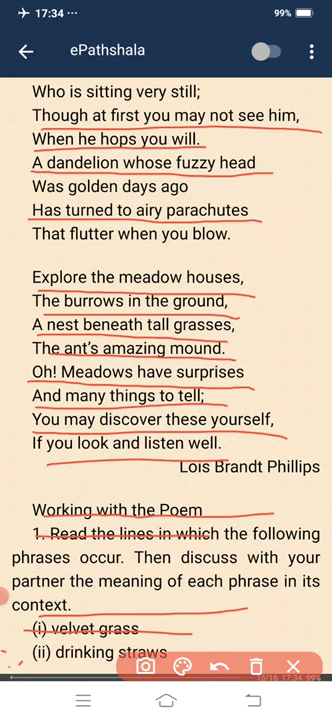 17:34 ...
99%
ePathshala
Who is sitting very still;
Though at first you may not see him,
When he hops you will.
A dandelion whose fuzzy head
Was golden days ago
Has turned to airy parachutes
That flutter when you blow.
Explore the meadow houses,
The burrows in the ground,
A nest beneath tall grasses,
The ant's amazing mound.
Oh! Meadows have surprises
And many things to tell;
You may discover these yourself,
If you look and listen well.
Lois Brandt Phillips
Working with the Poem
1. Read the lines in which the following
phrases occur. Then discuss with your
partner the meaning of each phrase in its
context.
(i) velvet grass
(ii) drinking straws
17:34 99%